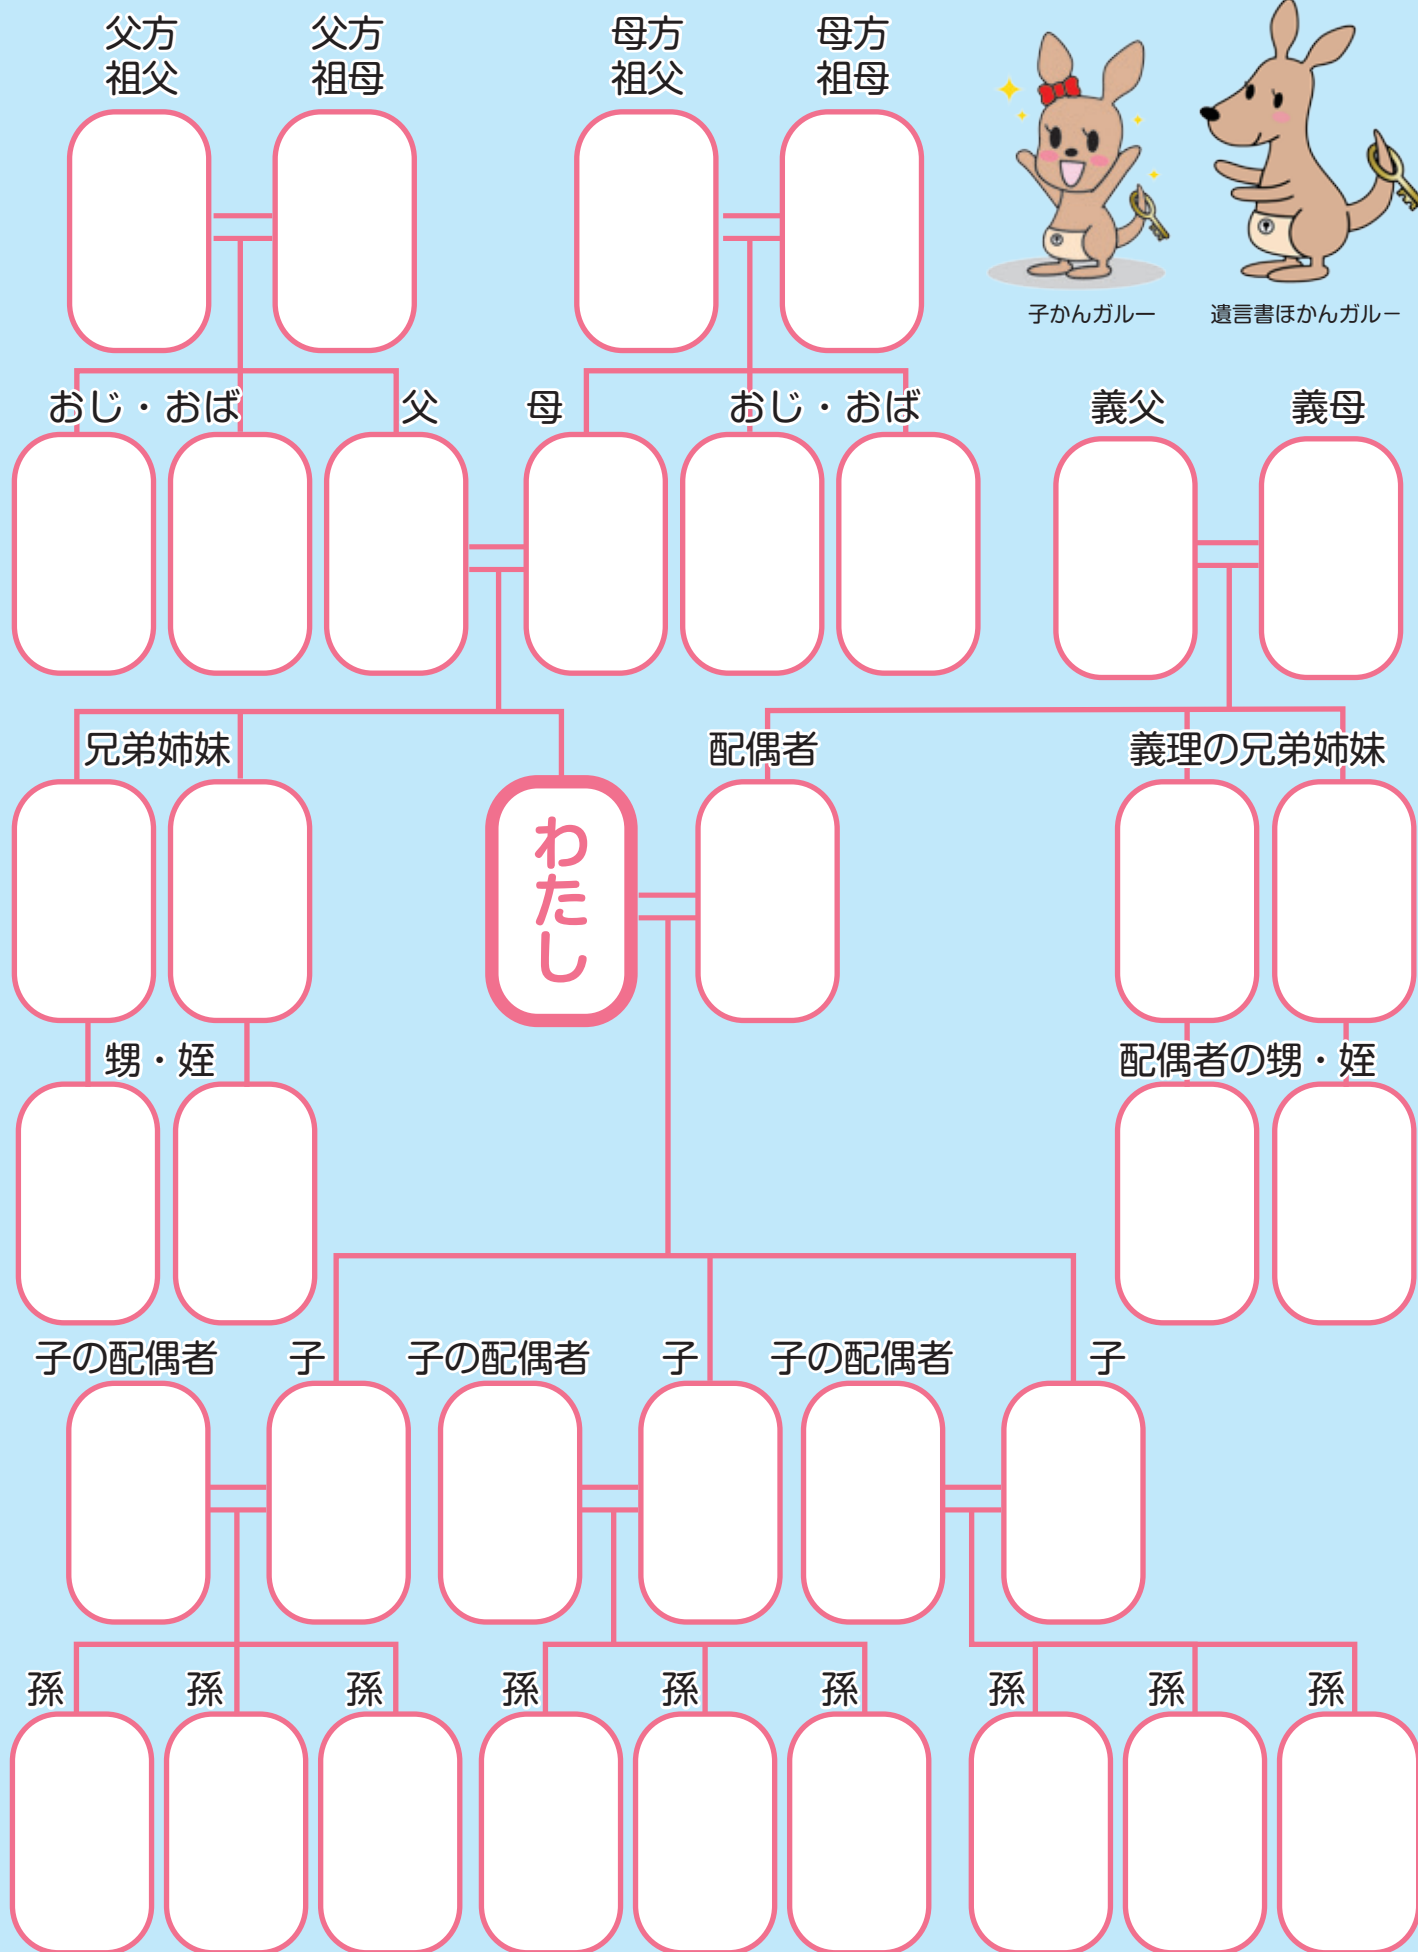 父方
祖父
父方
祖母
母方
祖父
母方
祖母
子かんガルー
遺言書ほかんガルー
おじ・おば
父
母
おじ・おば
義父
義母
兄弟姉妹
わたし
配偶者
義理の兄弟姉妹
甥・姪
配偶者の甥・姪
子の配偶者
子
子の配偶者
子
子の配偶者
子
孫
孫
孫
孫
孫
孫
孫
孫
孫